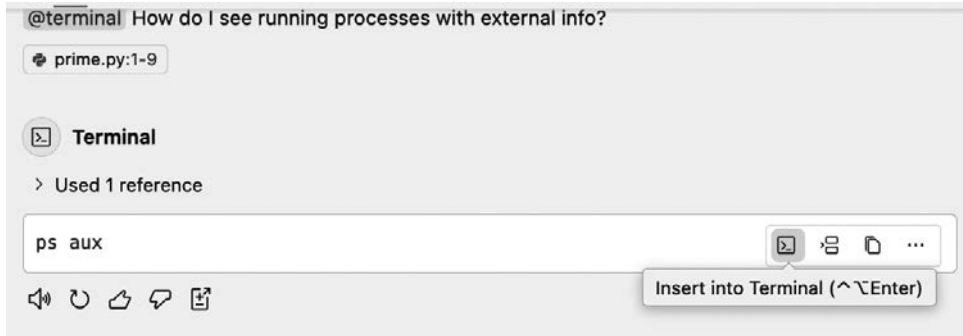 @terminal How do I see running processes with external info?
prime.py:1-9
Terminal
> Used 1 reference
ps aux
Insert into Terminal (^⌥Enter)